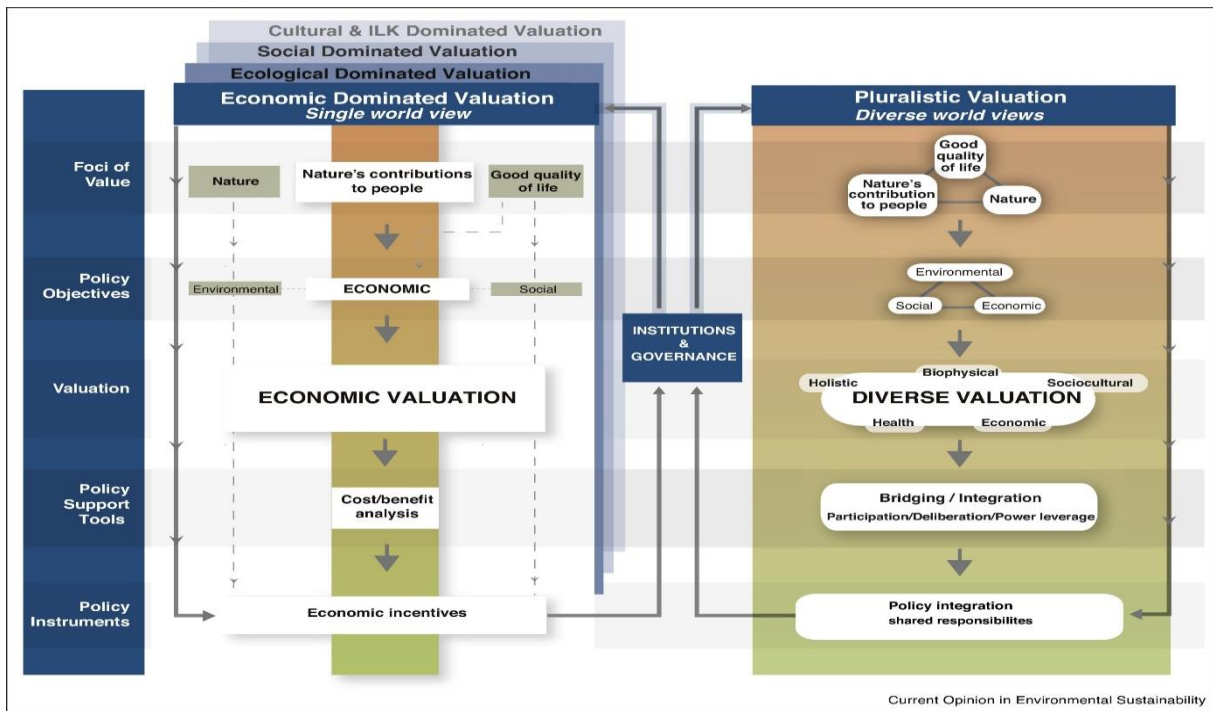 Cultural & ILK Dominated Valuation
Social Dominated Valuation
Ecological Dominated Valuation
Economic Dominated Valuation
Single world view
Pluralistic Valuation
Diverse world views
Foci of
Value
Nature
Nature's contributions
to people
Good quality
of life
Good
quality
of life
Nature's
contribution
to people
Nature
Policy
Objectives
Environmental
ECONOMIC
Social
Environmental
Social
Economic
INSTITUTIONS
&
GOVERNANCE
Valuation
ECONOMIC VALUATION
Holistic
Biophysical
Sociocultural
DIVERSE VALUATION
Health
Economic
Policy
Support
Tools
Cost/benefit
analysis
Bridging / Integration
Participation/Deliberation/Power leverage
Policy
Instruments
Economic incentives
Policy integration
shared responsibilites
Current Opinion in Environmental Sustainability